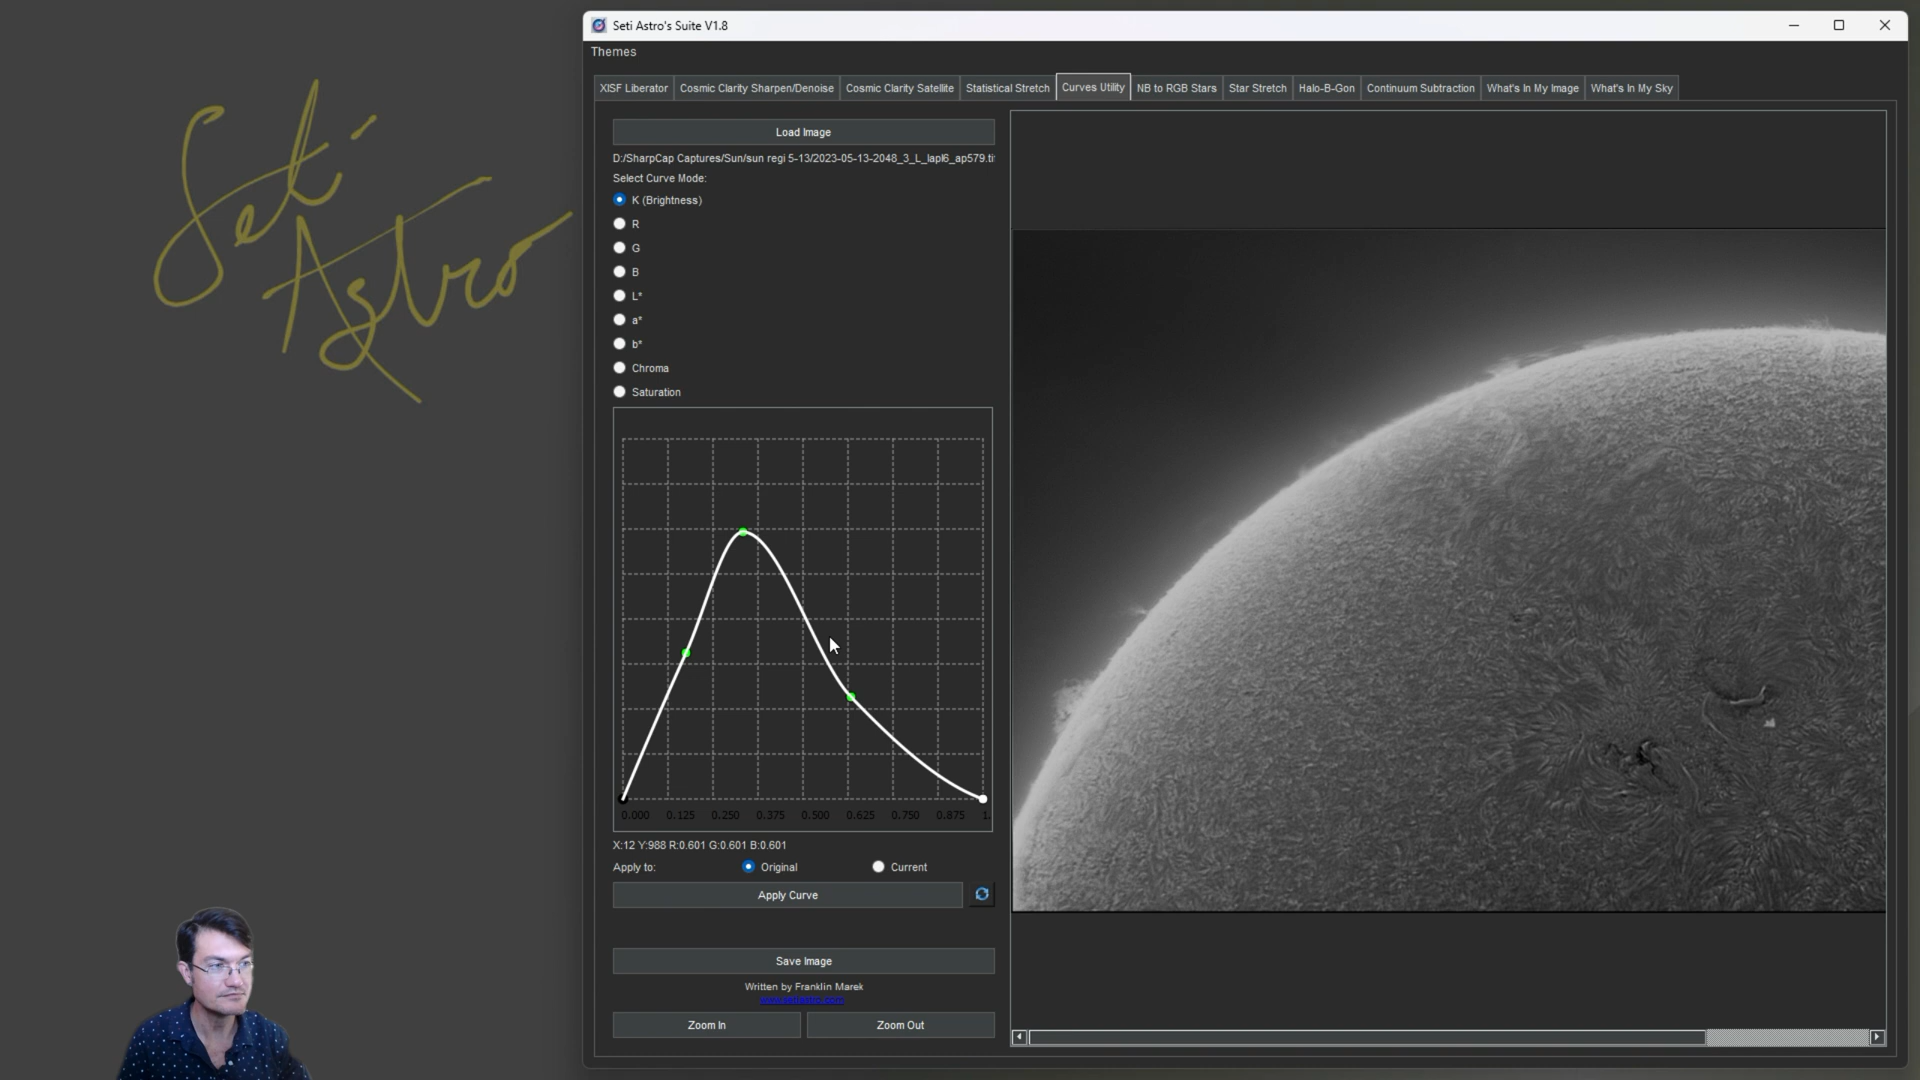 Seti
Astro
Seti Astro's Suite V1.8
Themes
XISF Liberator
Cosmic Clarity Sharpen/Denoise
Cosmic Clarity Satellite
Statistical Stretch
Curves Utility
NB to RGB Stars
Star Stretch
Halo-B-Gon
Continuum Subtraction
What's In My Image
What's In My Sky
Load Image
D:/SharpCap Captures/Sun/sun regi 5-13/2023-05-13-2048_3_L_lapl6_ap579.ti
Select Curve Mode:
K (Brightness)
R
G
B
L*
a*
b*
Chroma
Saturation
0.000 0.125 0.250 0.375 0.500 0.625 0.750 0.875 1.
X:12 Y:988 R:0.601 G:0.601 B:0.601
Apply to: Original Current
Apply Curve
Save Image
Written by Franklin Marek
www.setiastro.com
Zoom In Zoom Out